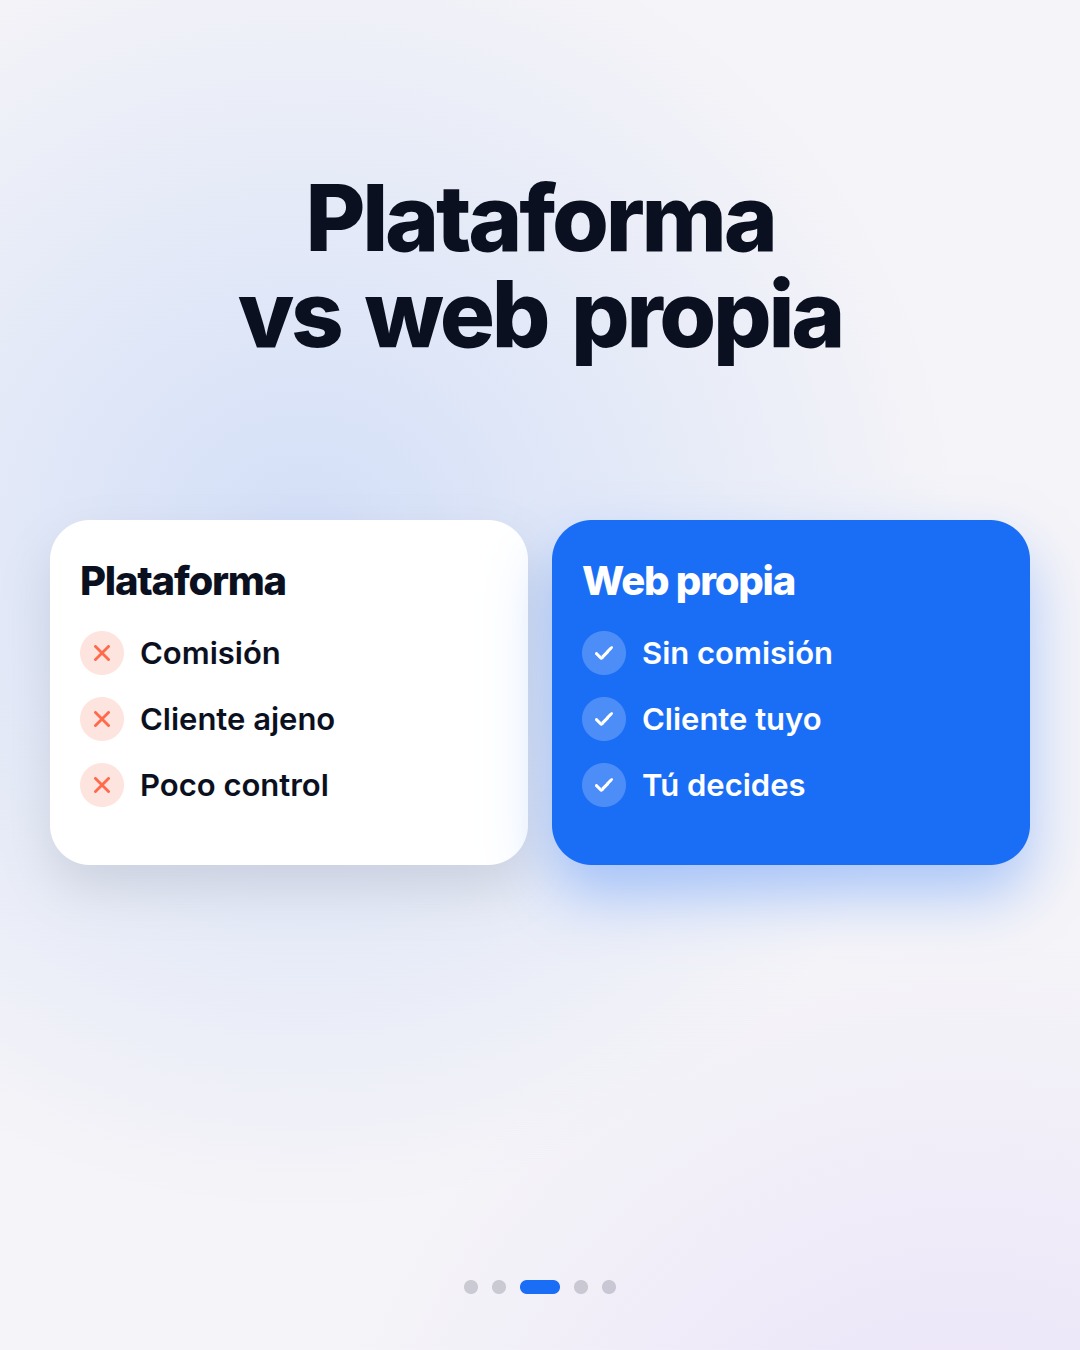 Plataforma
vs web propia
Plataforma
Comisión
Cliente ajeno
Poco control
Web propia
Sin comisión
Cliente tuyo
Tú decides